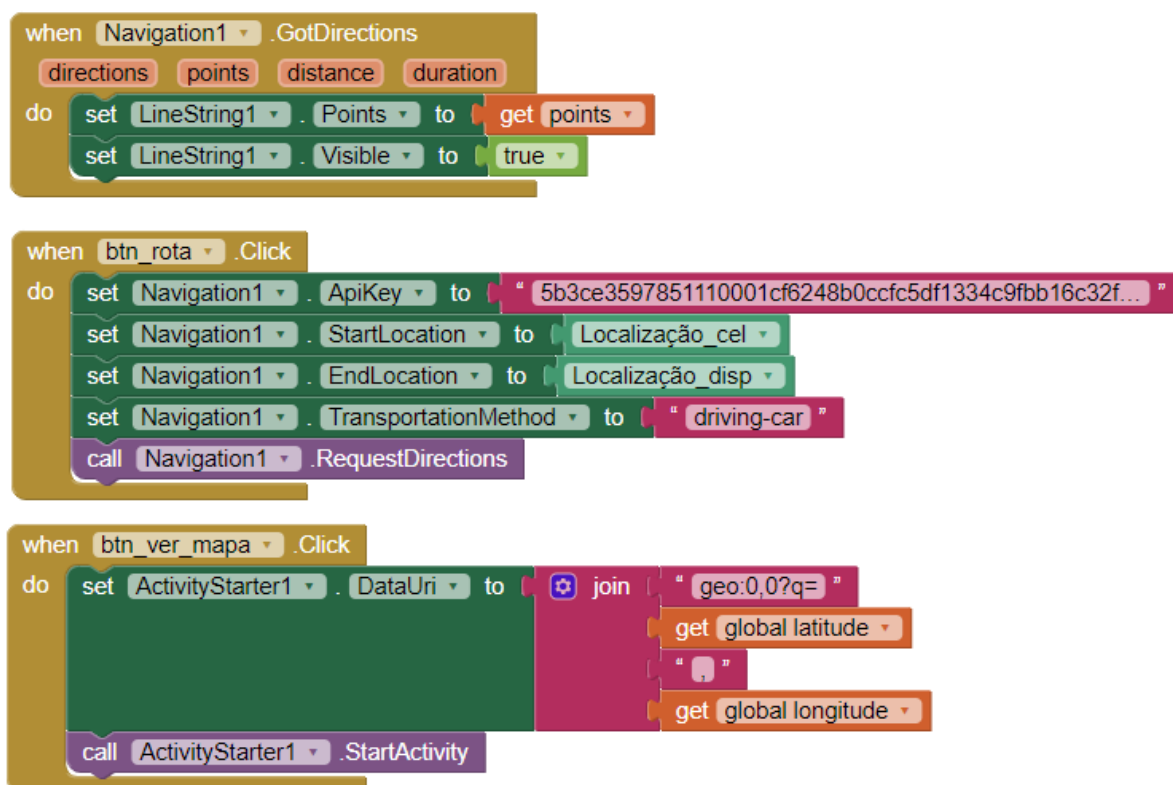 when Navigation1 .GotDirections
directions points distance duration
do set LineString1 . Points to get points
set LineString1 . Visible to true
when btn_rota .Click
do set Navigation1 . ApiKey to " 5b3ce3597851110001cf6248b0ccfc5df1334c9fbb16c32f... "
set Navigation1 . StartLocation to Localização_cel
set Navigation1 . EndLocation to Localização_disp
set Navigation1 . TransportationMethod to " driving-car "
call Navigation1 .RequestDirections
when btn_ver_mapa .Click
do set ActivityStarter1 . DataUri to join " geo:0,0?q= "
get global latitude
" , "
get global longitude
call ActivityStarter1 .StartActivity